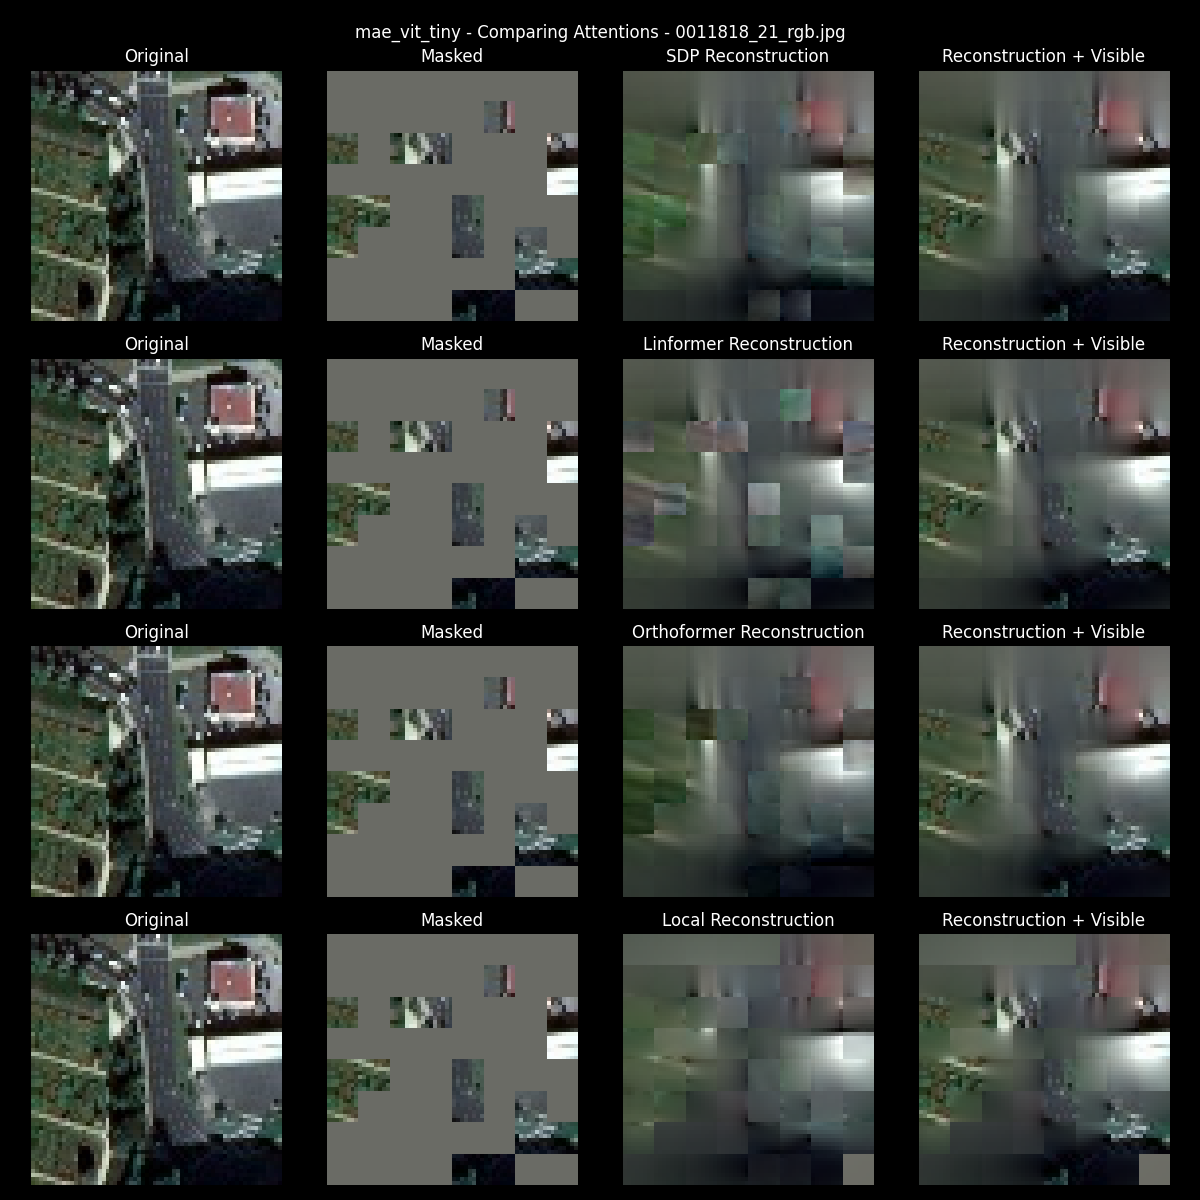 mae_vit_tiny - Comparing Attentions - 0011818_21_rgb.jpg
Original Masked SDP Reconstruction Reconstruction + Visible
Original Masked Linformer Reconstruction Reconstruction + Visible
Original Masked Orthoformer Reconstruction Reconstruction + Visible
Original Masked Local Reconstruction Reconstruction + Visible